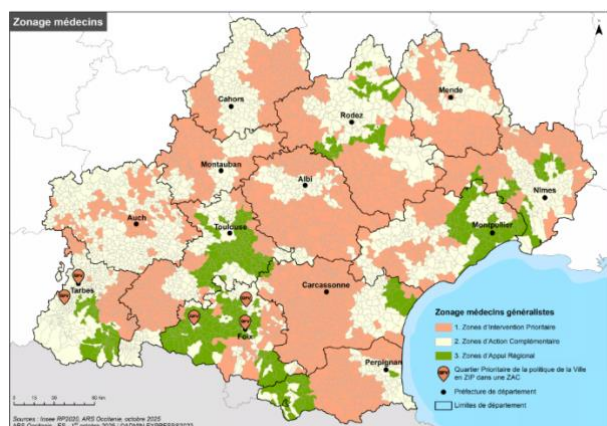 Zonage médecins
Cahors
Mende
Rodez
Montauban
Albi
Nîmes
Auch
Toulouse
Montpellier
Tarbes
Carcassonne
Foix
Perpignan
Zonage médecins généralistes
1. Zones d'Intervention Prioritaire
2. Zones d'Action Complémentaire
3. Zones d'Appui Régional
Quartier Prioritaire de la politique de la Ville
en ZIP dans une ZAC
Préfecture de département
Limites de département
Sources : Insee RP2020, ARS Occitanie, octobre 2025